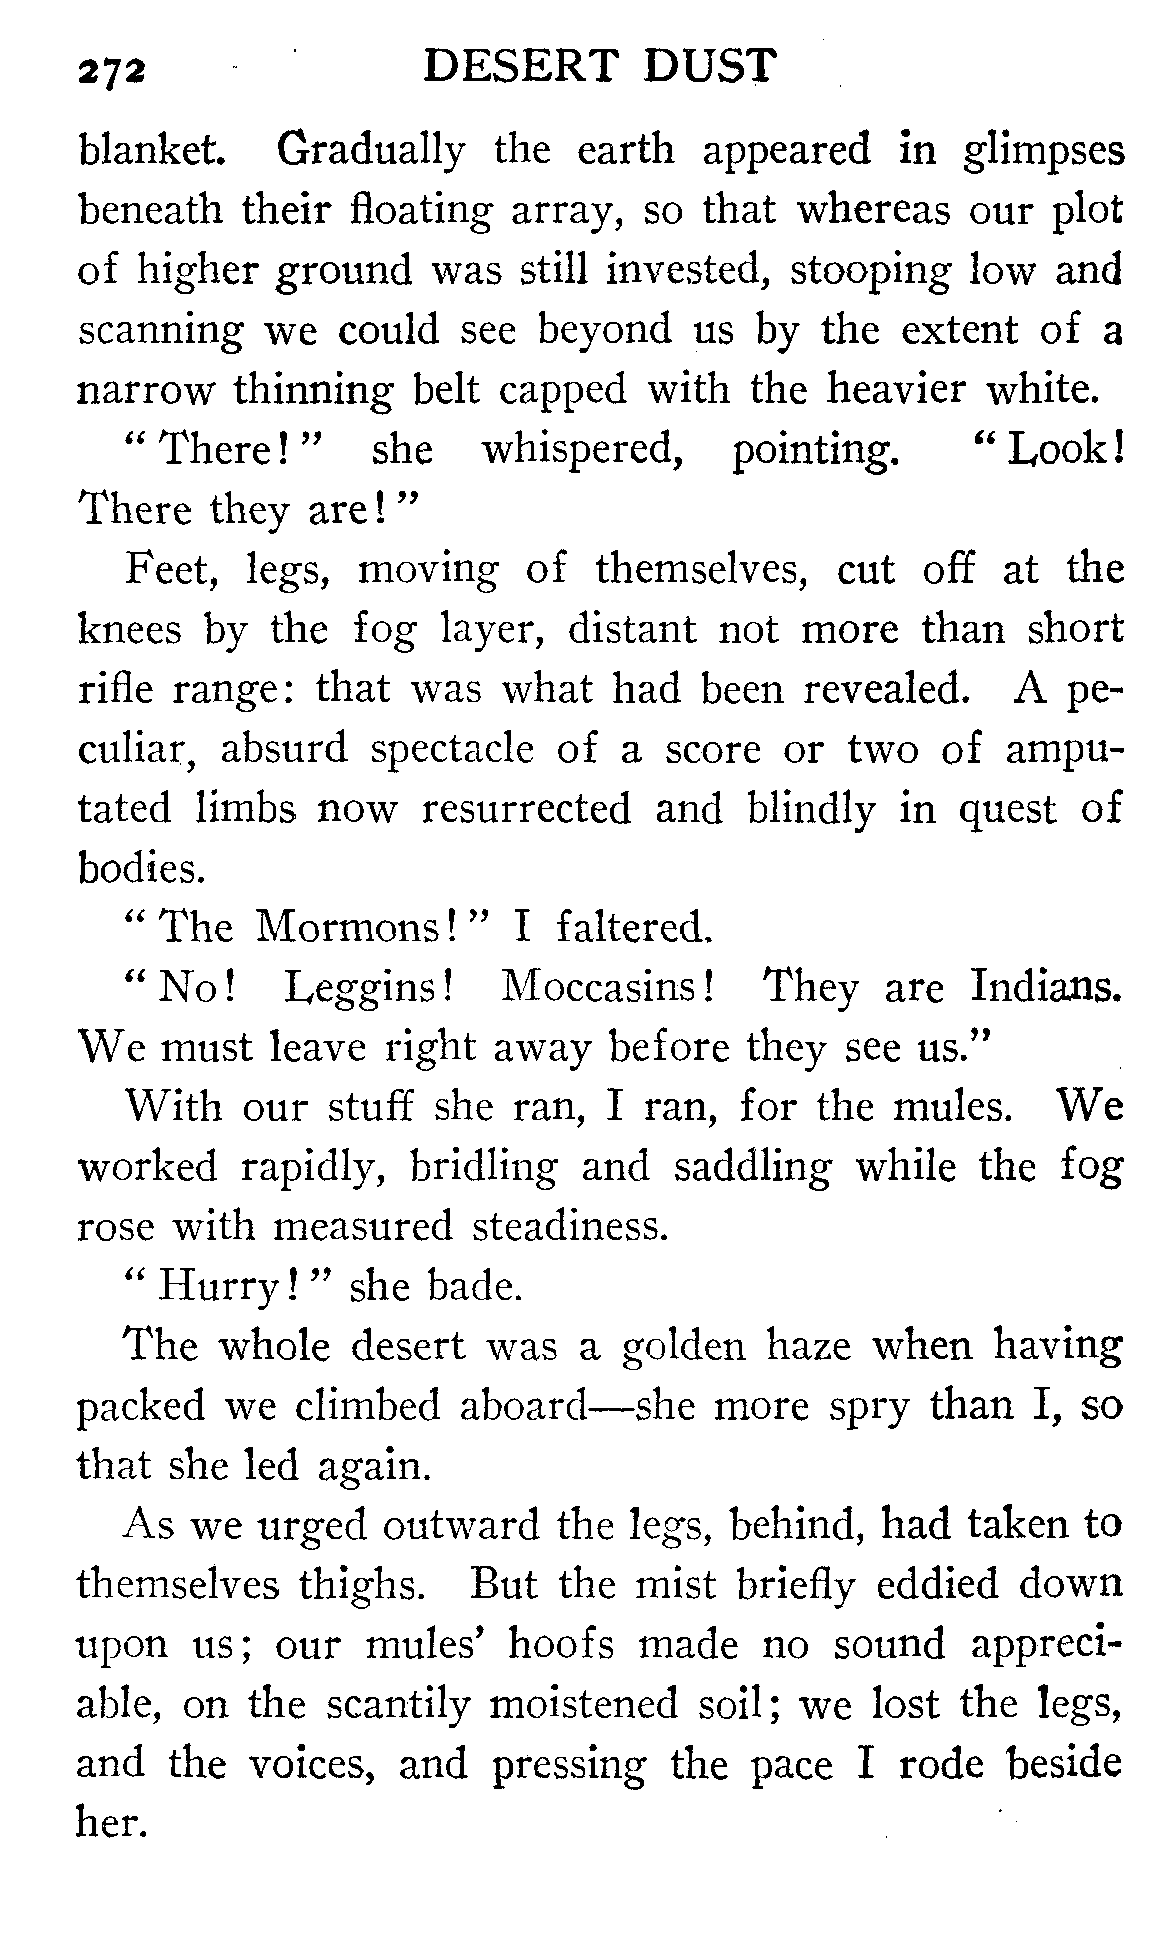 272 DESERT DUST
blanket. Gradually the earth appeared in glimpses
beneath their floating array, so that whereas our plot
of higher ground was still invested, stooping low and
scanning we could see beyond us by the extent of a
narrow thinning belt capped with the heavier white.
“ There! ” she whispered, pointing. “ Look!
There they are! ”
Feet, legs, moving of themselves, cut off at the
knees by the fog layer, distant not more than short
rifle range: that was what had been revealed. A pe-
culiar, absurd spectacle of a score or two of ampu-
tated limbs now resurrected and blindly in quest of
bodies.
“ The Mormons! ” I faltered.
“ No! Leggins! Moccasins! They are Indians.
We must leave right away before they see us.”
With our stuff she ran, I ran, for the mules. We
worked rapidly, bridling and saddling while the fog
rose with measured steadiness.
“ Hurry! ” she bade.
The whole desert was a golden haze when having
packed we climbed aboard—she more spry than I, so
that she led again.
As we urged outward the legs, behind, had taken to
themselves thighs. But the mist briefly eddied down
upon us; our mules’ hoofs made no sound appreci-
able, on the scantily moistened soil; we lost the legs,
and the voices, and pressing the pace I rode beside
her.